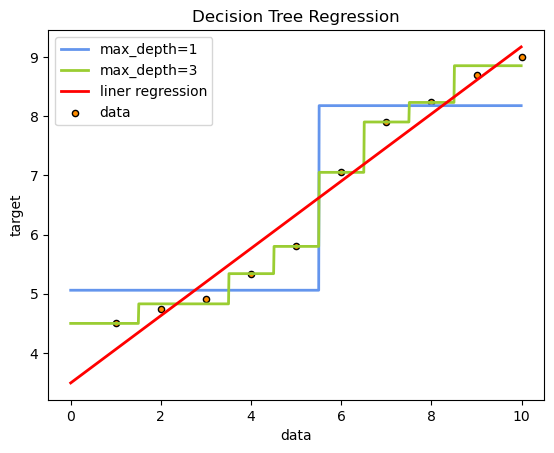 Decision Tree Regression
max_depth=1
max_depth=3
liner regression
data
9
8
7
6
5
4
target
0 2 4 6 8 10
data